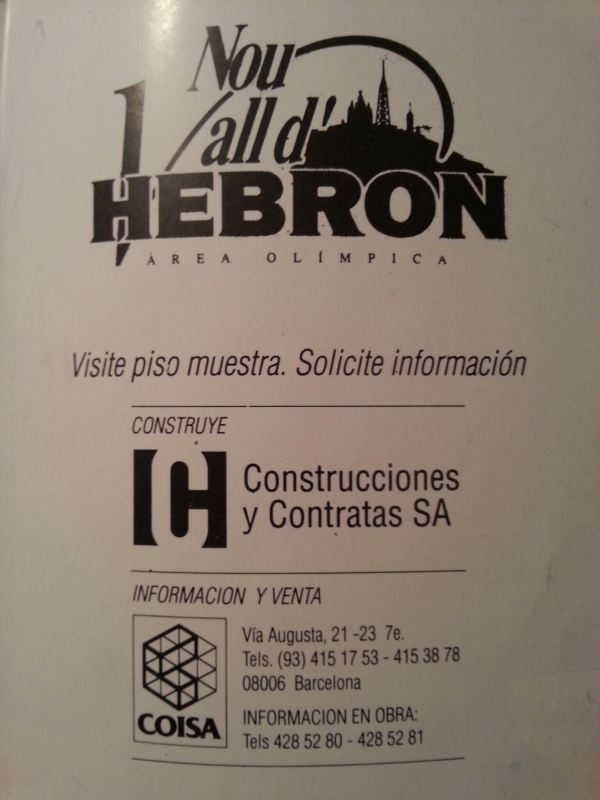 Nou
Vall d'
HEBRON
ÀREA OLÍMPICA
Visite piso muestra. Solicite información
CONSTRUYE
Construcciones
y Contratas SA
INFORMACION Y VENTA
Vía Augusta, 21 -23 7e.
Tels. (93) 415 17 53 - 415 38 78
08006 Barcelona
COISA
INFORMACION EN OBRA:
Tels 428 52 80 - 428 52 81